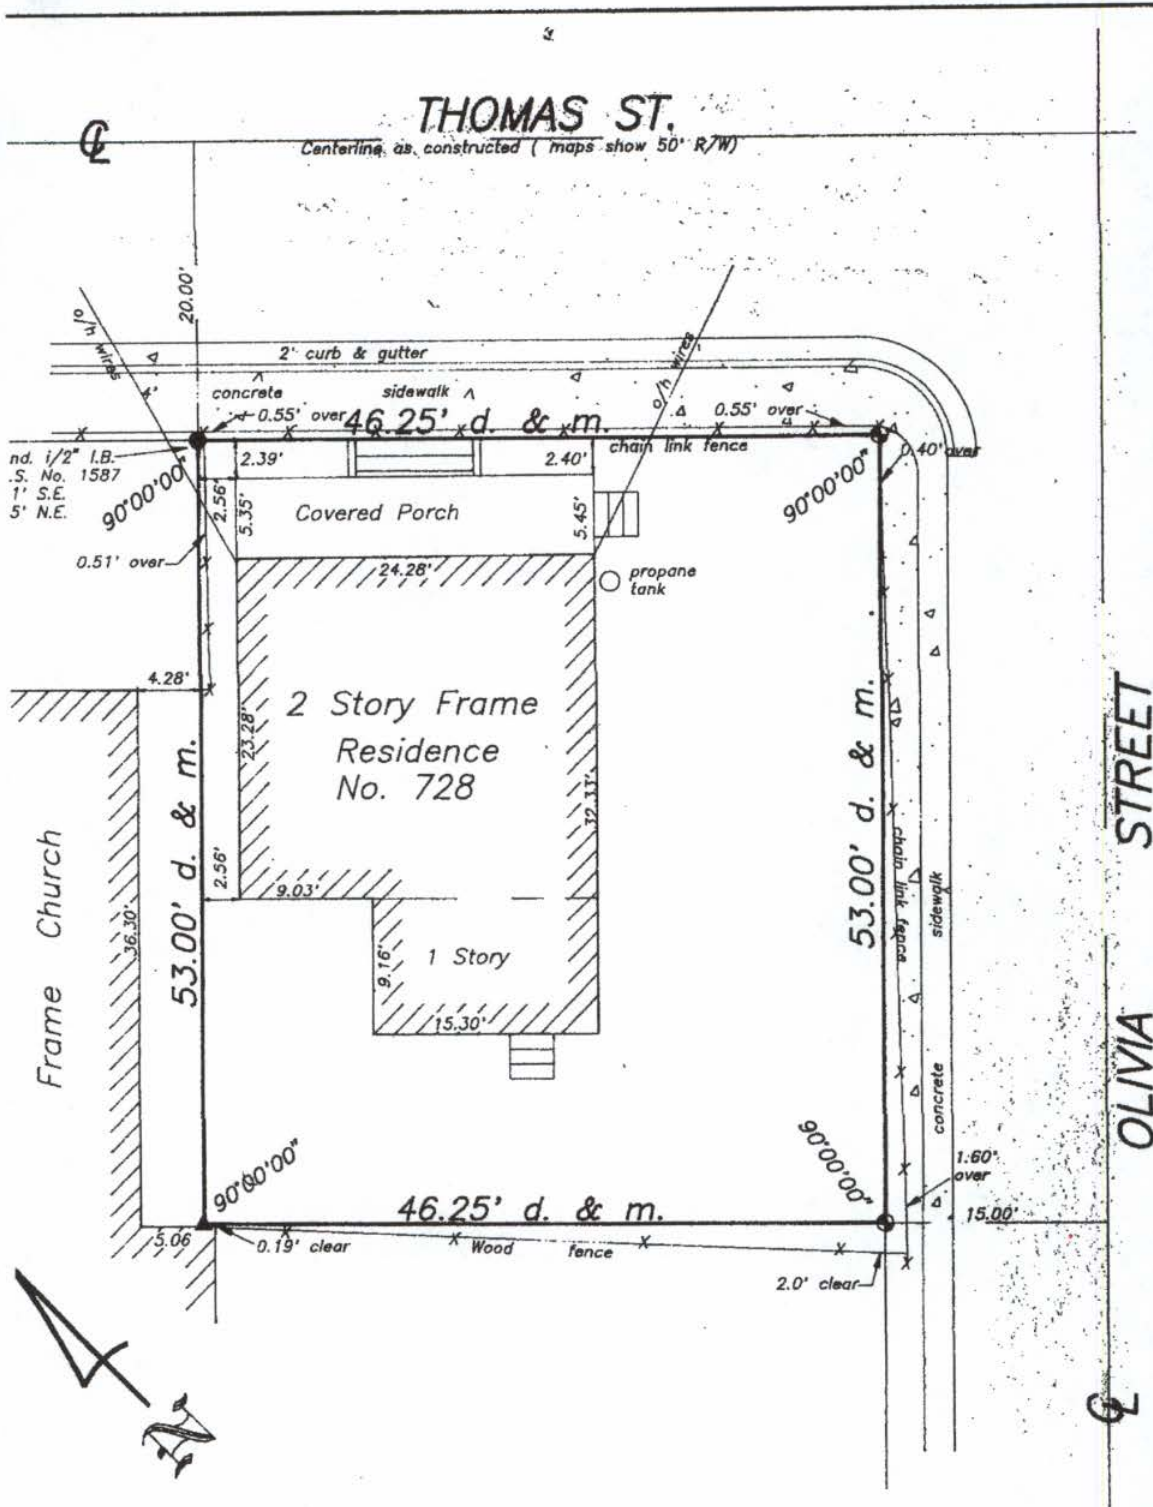 THOMAS ST.
℄
Centerline as constructed ( maps show 50' R/W)
20.00'
o/h wires
o/h wires
2' curb & gutter
4'
concrete sidewalk
0.55' over
46.25' d. & m.
0.55' over
chain link fence
0.40' over
nd. 1/2" I.B.
.S. No. 1587
1' S.E.
5' N.E.
90°00'00"
90°00'00"
2.39'
2.40'
2.56'
5.35'
Covered Porch
5.45'
0.51' over
24.28'
propane
tank
4.28'
2 Story Frame
Residence
No. 728
23.28'
32.33'
53.00' d. & m.
53.00' d. & m.
chain link fence
concrete sidewalk
OLIVIA STREET
Frame Church
36.30'
2.56'
9.03'
9.16'
1 Story
15.30'
90°00'00"
90°00'00"
1.60'
over
46.25' d. & m.
15.00'
5.06
0.19' clear
Wood fence
2.0' clear
N
℄